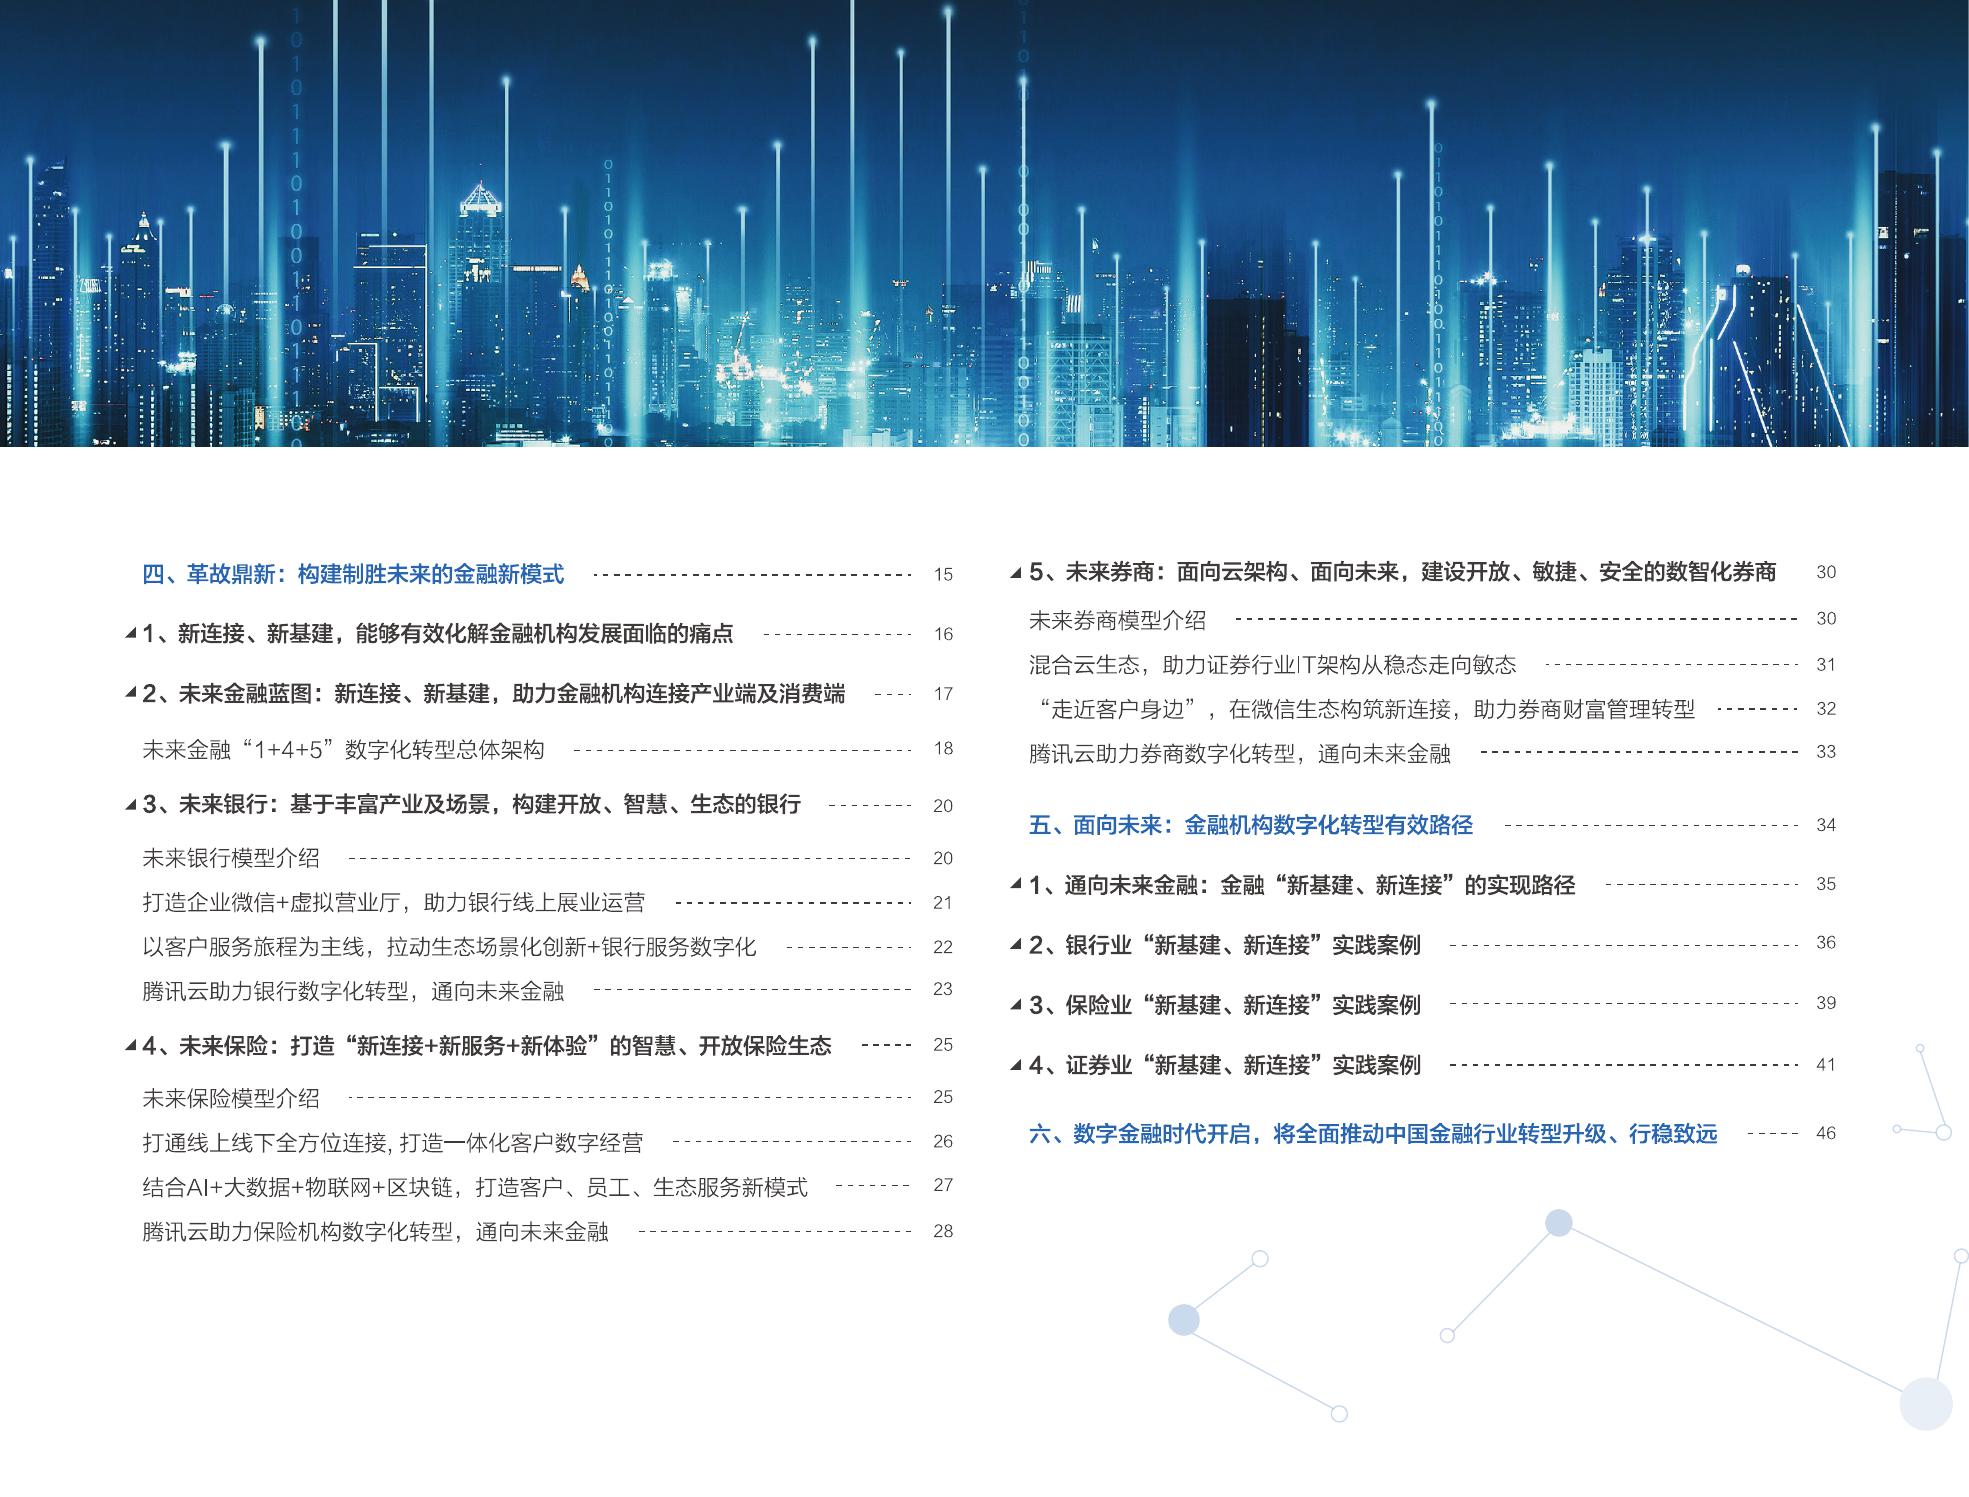 四、革故鼎新：构建制胜未来的金融新模式 15
1、新连接、新基建，能够有效化解金融机构发展面临的痛点 16
2、未来金融蓝图：新连接、新基建，助力金融机构连接产业端及消费端 17
未来金融“1+4+5”数字化转型总体架构 18
3、未来银行：基于丰富产业及场景，构建开放、智慧、生态的银行 20
未来银行模型介绍 20
打造企业微信+虚拟营业厅，助力银行线上展业运营 21
以客户服务旅程为主线，拉动生态场景化创新+银行服务数字化 22
腾讯云助力银行数字化转型，通向未来金融 23
4、未来保险：打造“新连接+新服务+新体验”的智慧、开放保险生态 25
未来保险模型介绍 25
打通线上线下全方位连接, 打造一体化客户数字经营 26
结合AI+大数据+物联网+区块链，打造客户、员工、生态服务新模式 27
腾讯云助力保险机构数字化转型，通向未来金融 28
5、未来券商：面向云架构、面向未来，建设开放、敏捷、安全的数智化券商 30
未来券商模型介绍 30
混合云生态，助力证券行业IT架构从稳态走向敏态 31
“走近客户身边”，在微信生态构筑新连接，助力券商财富管理转型 32
腾讯云助力券商数字化转型，通向未来金融 33
五、面向未来：金融机构数字化转型有效路径 34
1、通向未来金融：金融“新基建、新连接”的实现路径 35
2、银行业“新基建、新连接”实践案例 36
3、保险业“新基建、新连接”实践案例 39
4、证券业“新基建、新连接”实践案例 41
六、数字金融时代开启，将全面推动中国金融行业转型升级、行稳致远 46